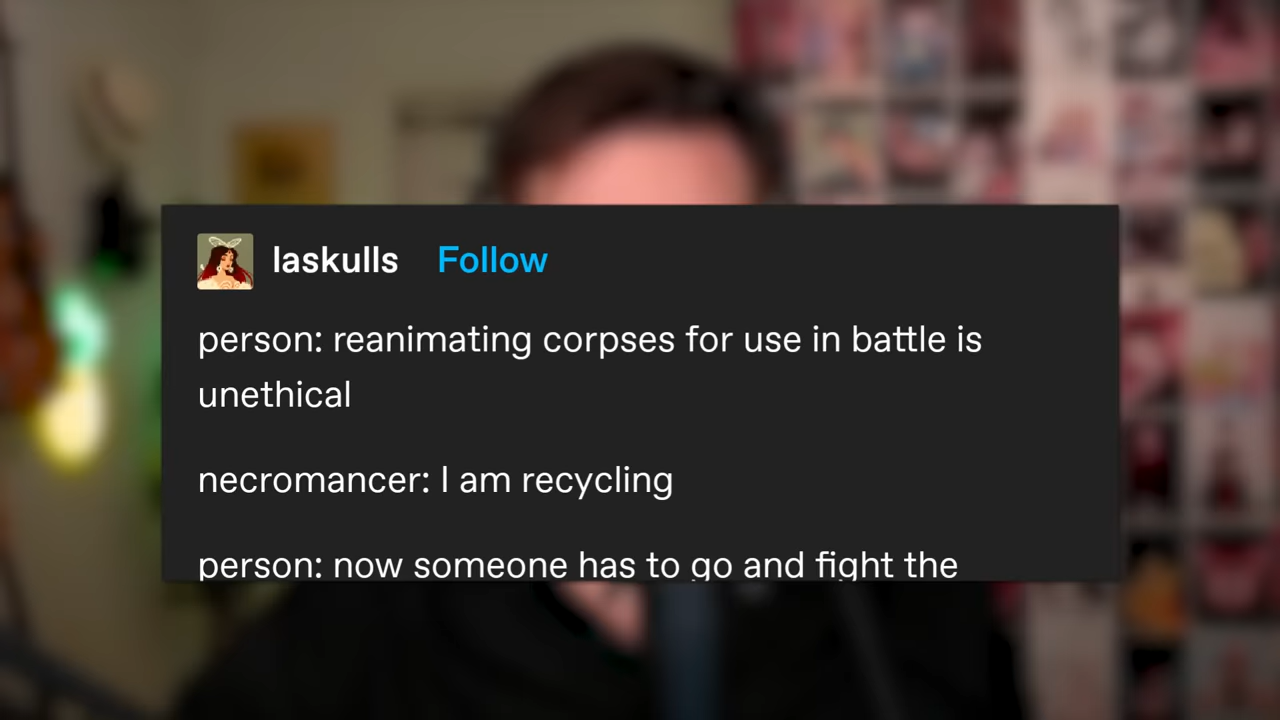 laskulls Follow
person: reanimating corpses for use in battle is
unethical
necromancer: I am recycling
person: now someone has to go and fight the